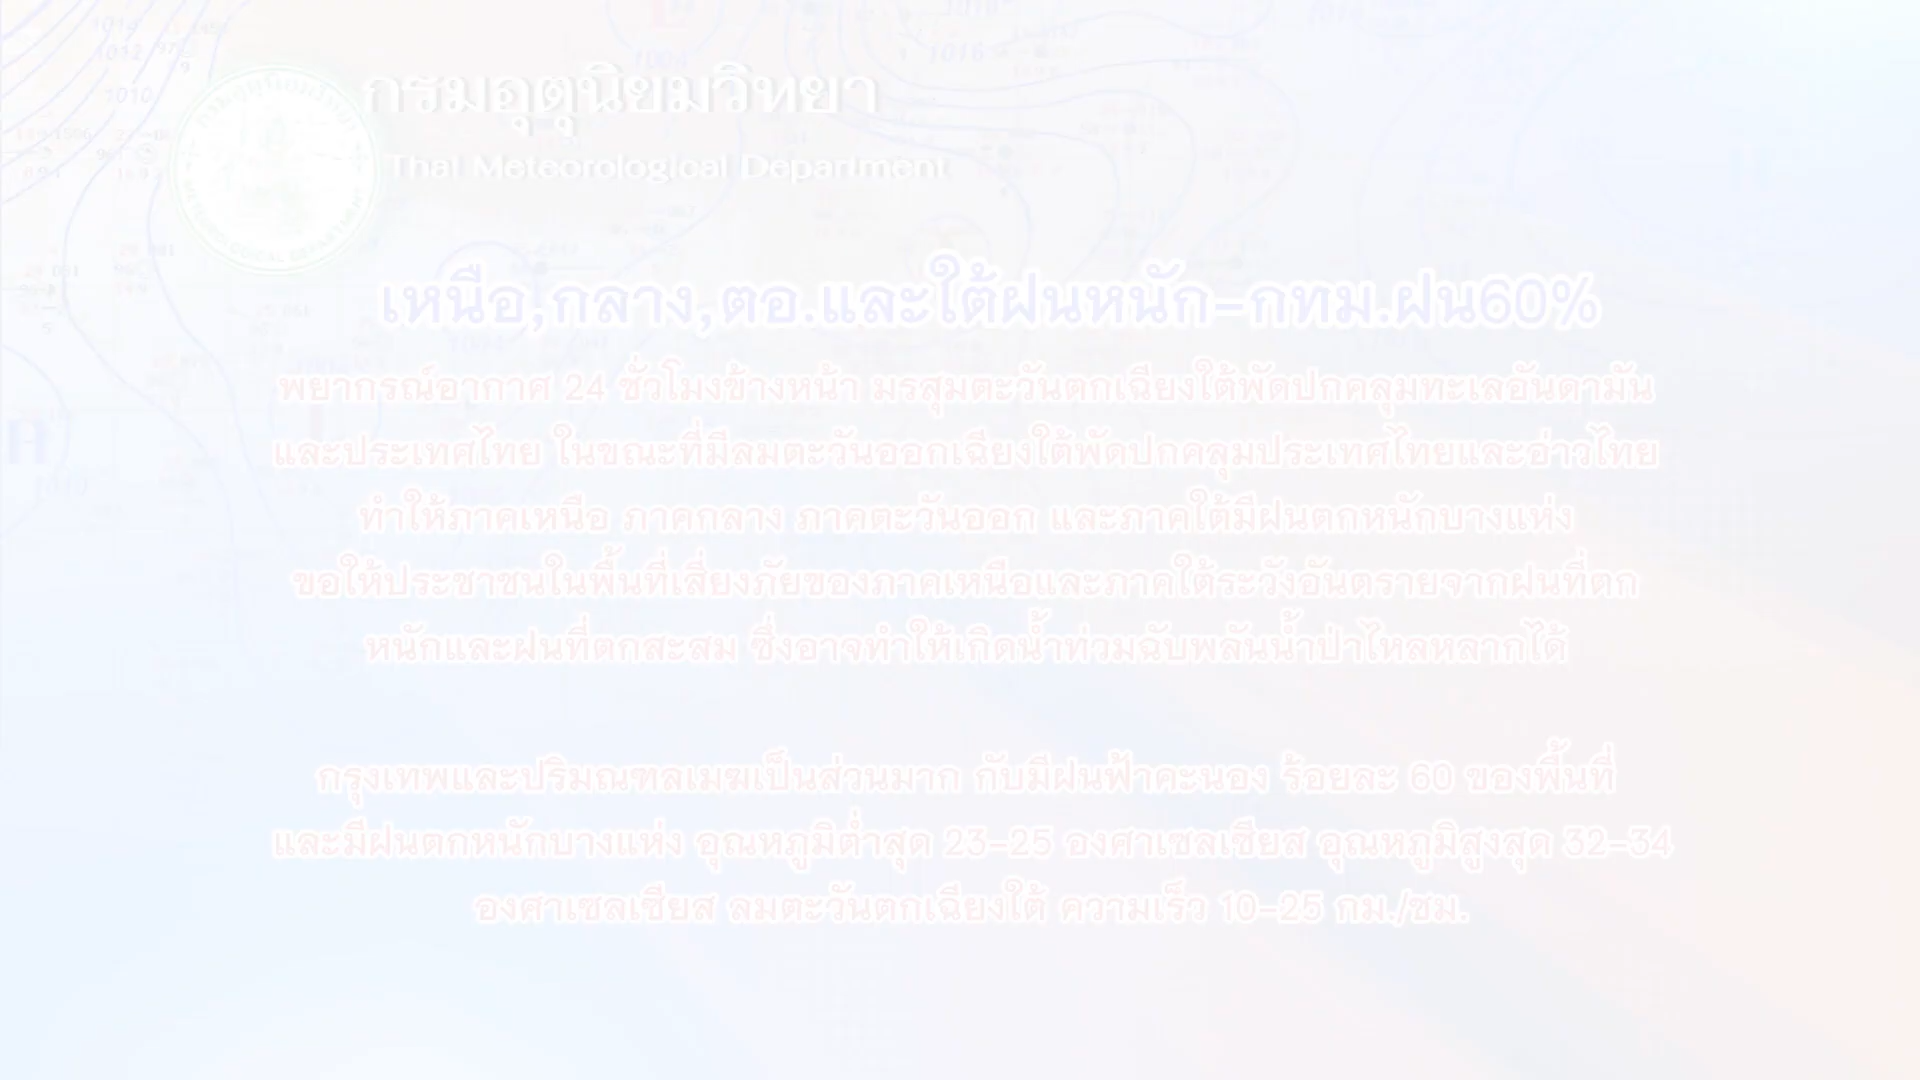 กรมอุตุนิยมวิทยา
Thai Meteorological Department
เหนือ,กลาง,ตอ.และใต้ฝนหนัก-กทม.ฝน60%
พยากรณ์อากาศ 24 ชั่วโมงข้างหน้า มรสุมตะวันตกเฉียงใต้พัดปกคลุมทะเลอันดามัน
และประเทศไทย ในขณะที่มีลมตะวันออกเฉียงใต้พัดปกคลุมประเทศไทยและอ่าวไทย
ทำให้ภาคเหนือ ภาคกลาง ภาคตะวันออก และภาคใต้มีฝนตกหนักบางแห่ง
ขอให้ประชาชนในพื้นที่เสี่ยงภัยของภาคเหนือและภาคใต้ระวังอันตรายจากฝนที่ตก
หนักและฝนที่ตกสะสม ซึ่งอาจทำให้เกิดน้ำท่วมฉับพลันน้ำป่าไหลหลากได้
กรุงเทพและปริมณฑลเมฆเป็นส่วนมาก กับมีฝนฟ้าคะนอง ร้อยละ 60 ของพื้นที่
และมีฝนตกหนักบางแห่ง อุณหภูมิต่ำสุด 23-25 องศาเซลเซียส อุณหภูมิสูงสุด 32-34
องศาเซลเซียส ลมตะวันตกเฉียงใต้ ความเร็ว 10-25 กม./ชม.